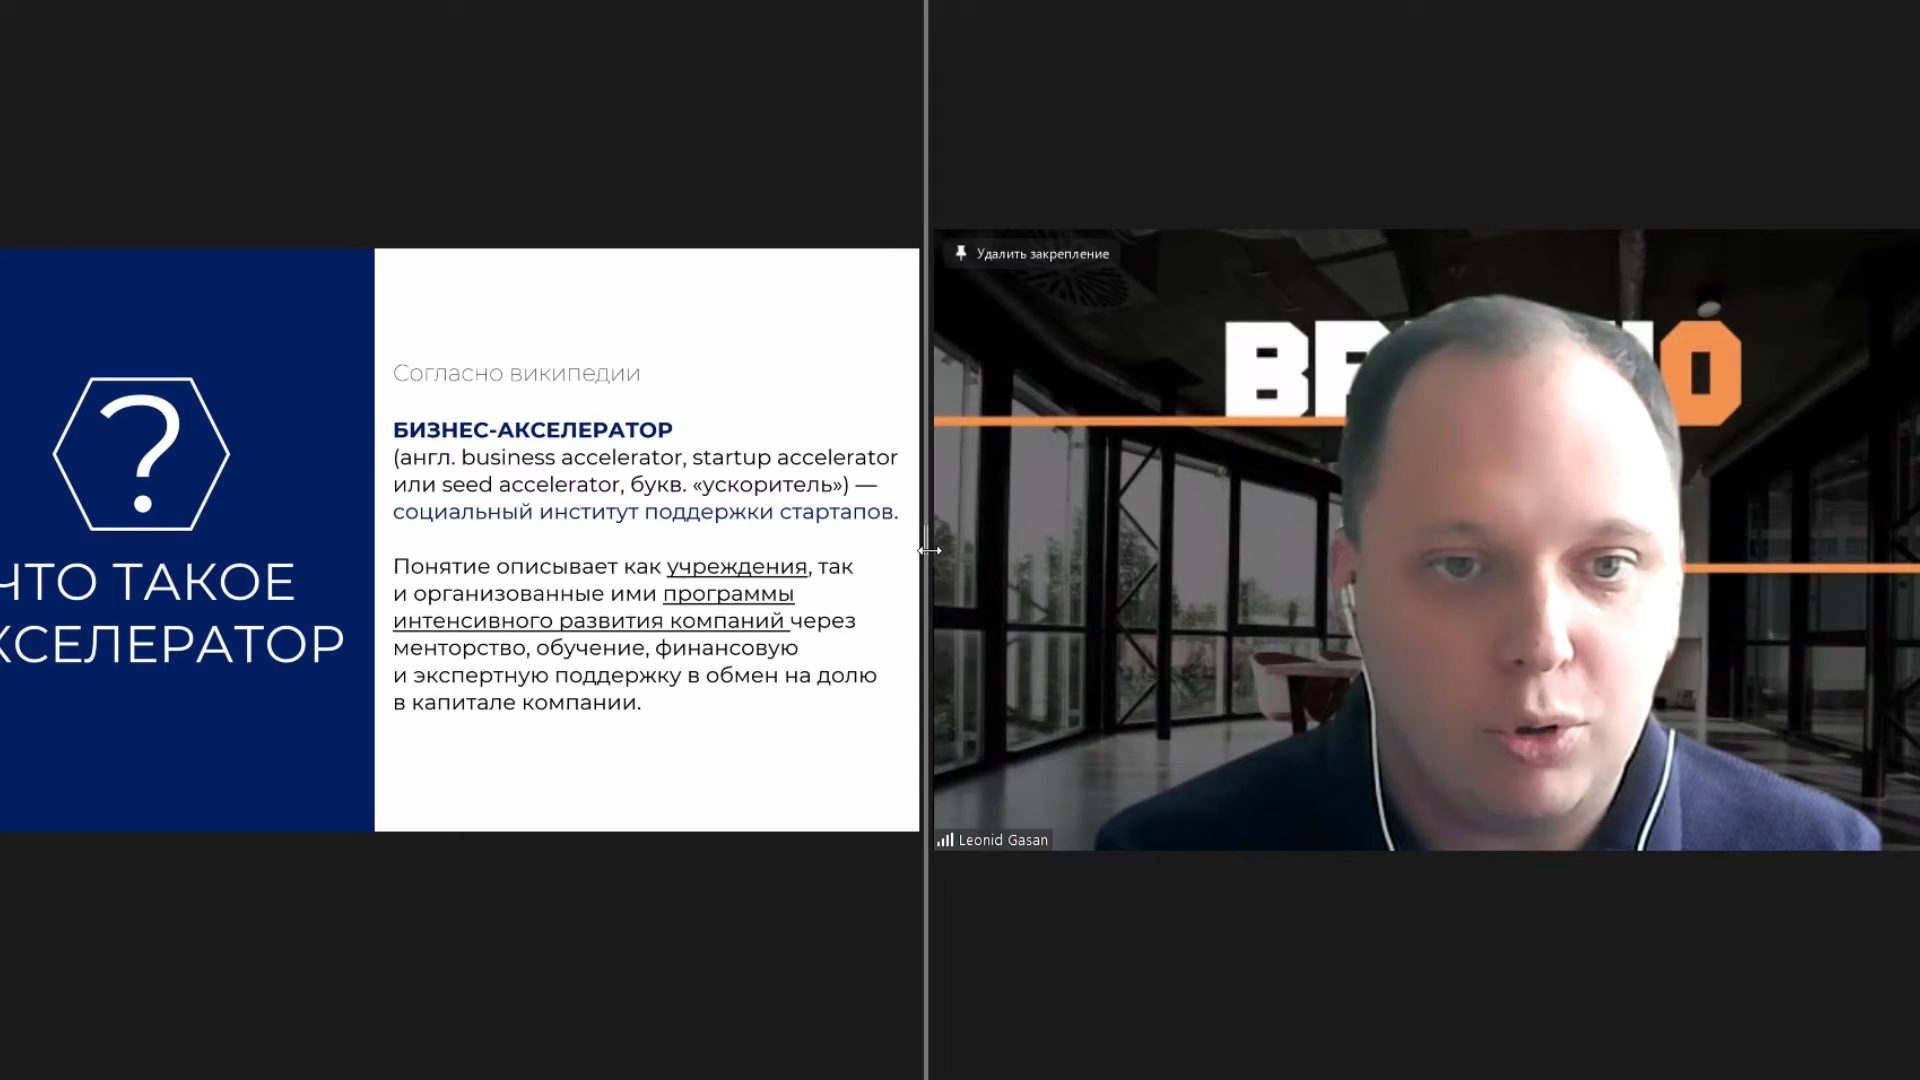 ЧТО ТАКОЕ
КСЕЛЕРАТОР
Согласно википедии
БИЗНЕС-АКСЕЛЕРАТОР
(англ. business accelerator, startup accelerator
или seed accelerator, букв. «ускоритель») —
социальный институт поддержки стартапов.
Понятие описывает как учреждения, так
и организованные ими программы
интенсивного развития компаний через
менторство, обучение, финансовую
и экспертную поддержку в обмен на долю
в капитале компании.
Удалить закрепление
Leonid Gasan